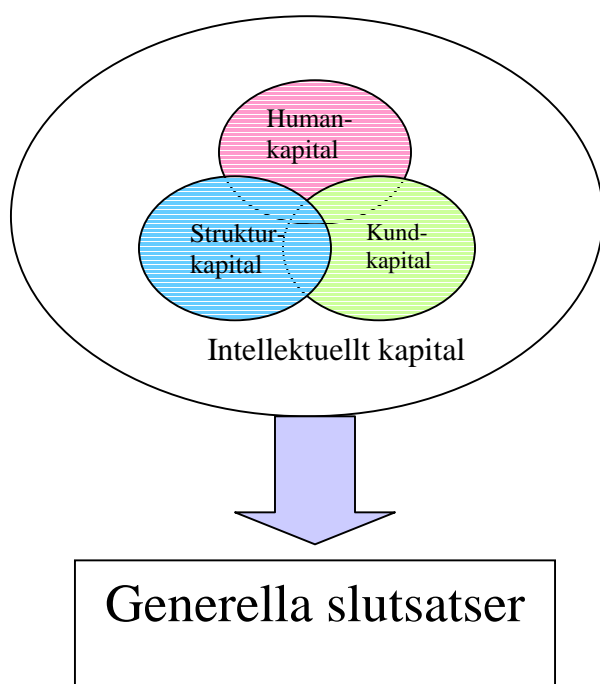 Human-
kapital
Struktur-
kapital
Kund-
kapital
Intellektuellt kapital
Generella slutsatser